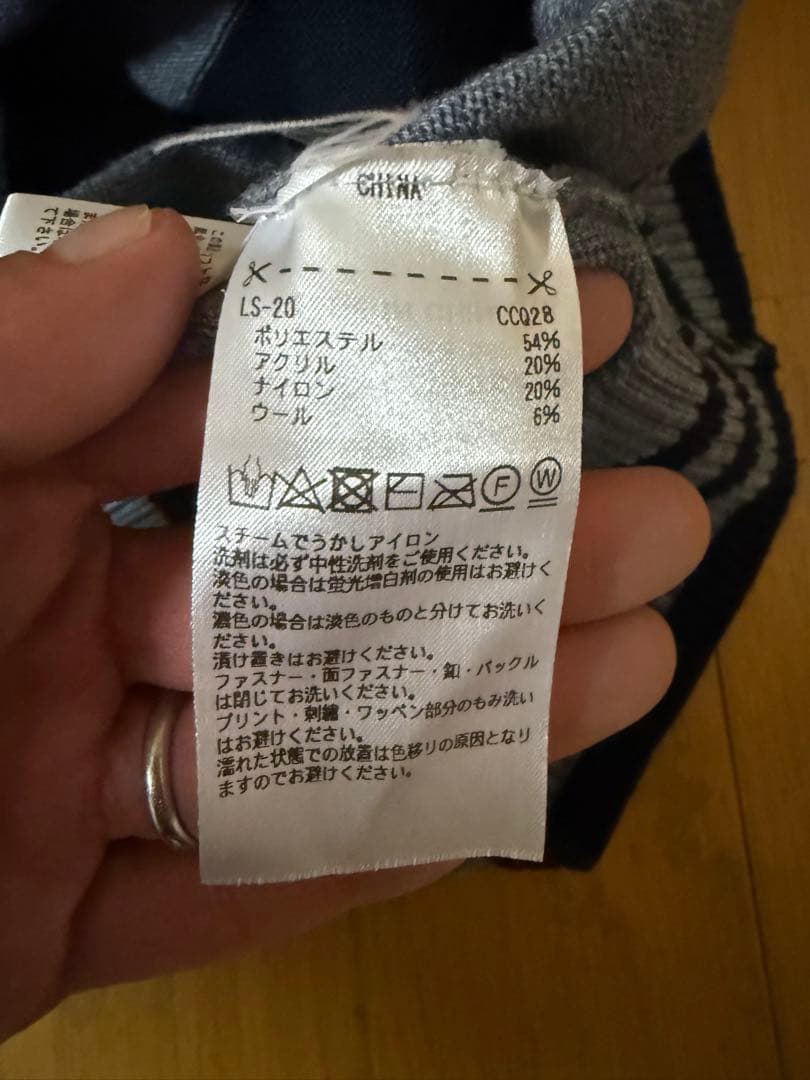 CHINA
LS-20 CCQ28
ポリエステル 54%
アクリル 20%
ナイロン 20%
ウール 6%
F W
スチームでうかしアイロン
洗剤は必ず中性洗剤をご使用ください。
淡色の場合は蛍光増白剤の使用はお避けく
ださい。
濃色の場合は淡色のものと分けてお洗いく
ださい。
漬け置きはお避けください。
ファスナー・面ファスナー・釦・バックル
は閉じてお洗いください。
プリント・刺繍・ワッペン部分のもみ洗い
はお避けください。
濡れた状態での放置は色移りの原因となり
ますのでお避けください。